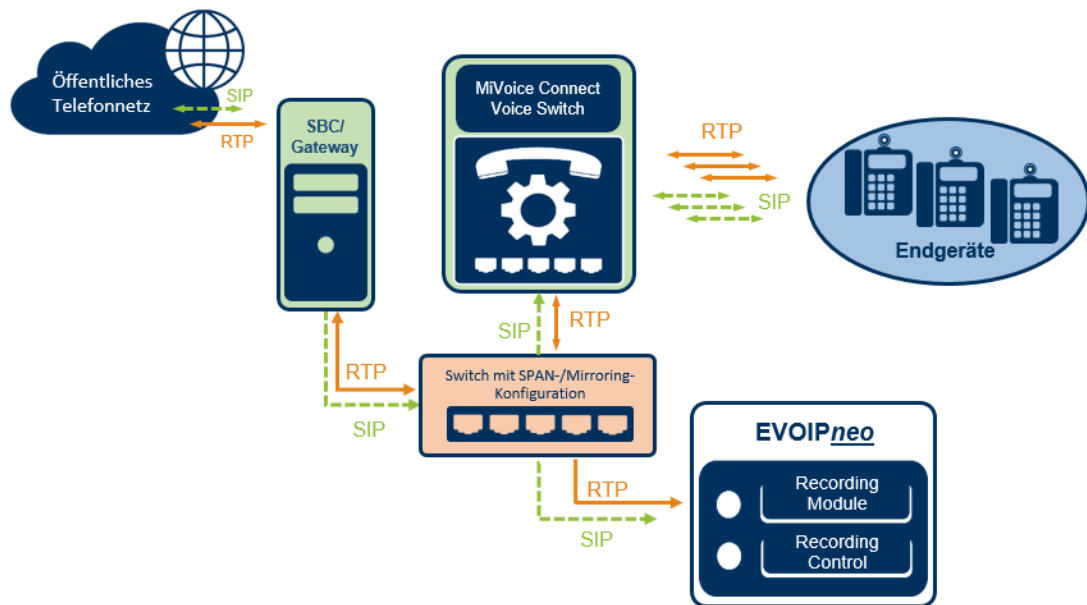 Öffentliches
Telefonnetz
SIP
RTP
SBC/
Gateway
MiVoice Connect
Voice Switch
RTP
SIP
Endgeräte
SIP
RTP
RTP
SIP
Switch mit SPAN-/Mirroring-
Konfiguration
RTP
SIP
EVOIPneo
Recording
Module
Recording
Control